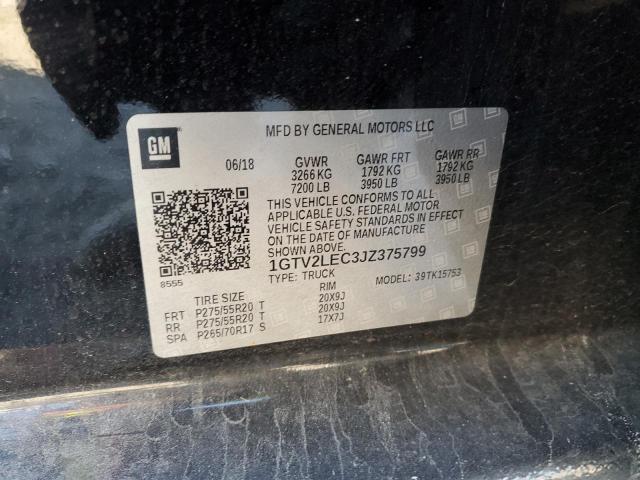 GM
MFD BY GENERAL MOTORS LLC
06/18 GVWR GAWR FRT GAWR RR
3266 KG 1792 KG 1792 KG
7200 LB 3950 LB 3950 LB
THIS VEHICLE CONFORMS TO ALL
APPLICABLE U.S. FEDERAL MOTOR
VEHICLE SAFETY STANDARDS IN EFFECT
ON THE DATE OF MANUFACTURE
SHOWN ABOVE.
1GTV2LEC3JZ375799
8555 TYPE: TRUCK MODEL: 39TK15753
TIRE SIZE RIM
FRT P275/55R20 T 20X9J
RR P275/55R20 T 20X9J
SPA P265/70R17 S 17X7J